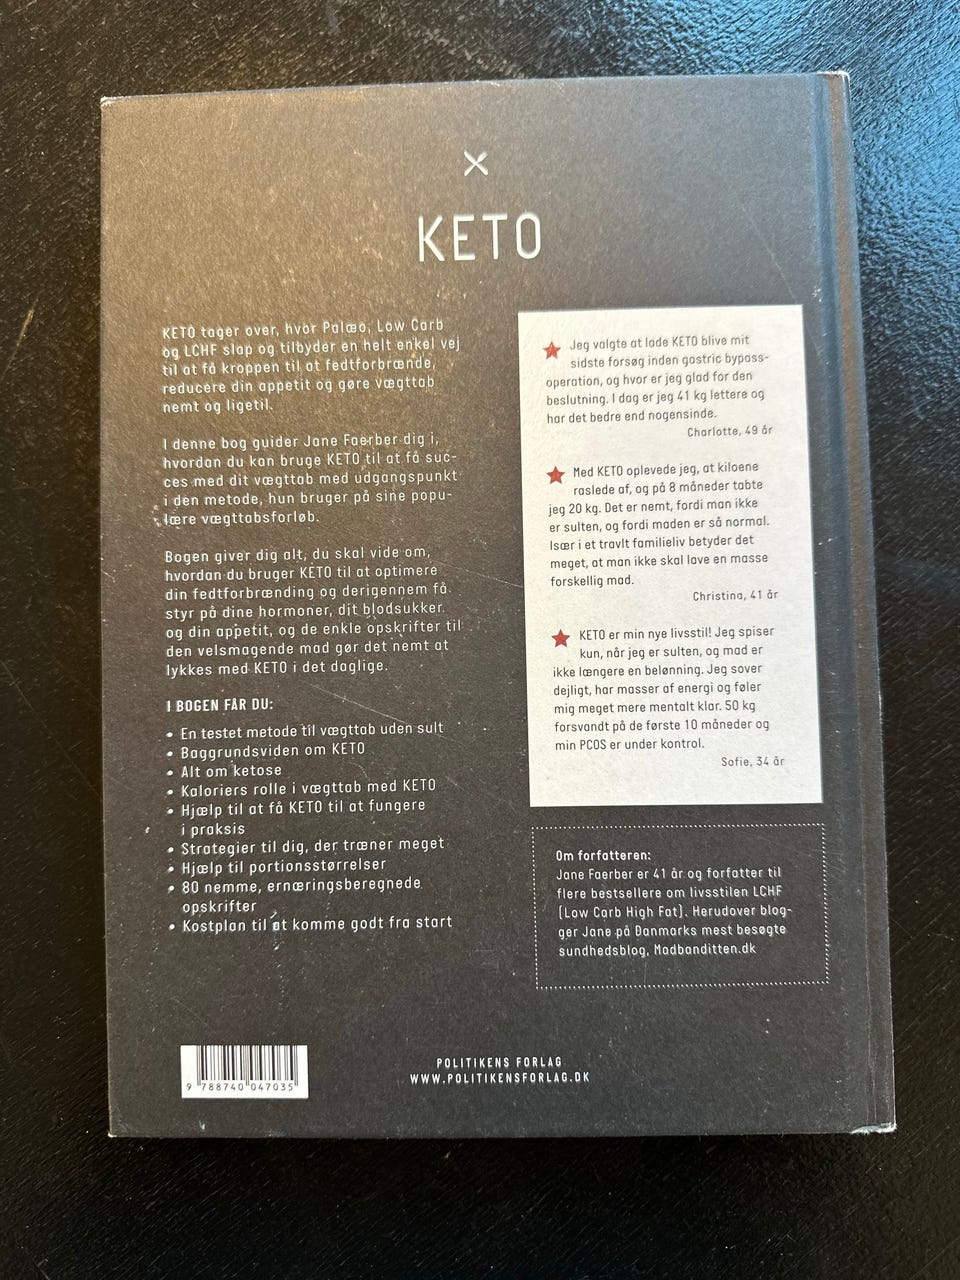 KETO
KETO tager over, hvor Palæo, Low Carb
og LCHF slap og tilbyder en helt enkel vej
til at få kroppen til at fedtforbrænde,
reducere din appetit og gøre vægttab
nemt og ligetil.
I denne bog guider Jane Faerber dig i,
hvordan du kan bruge KETO til at få suc-
ces med dit vægttab med udgangspunkt
i den metode, hun bruger på sine popu-
lære vægttabsforløb.
Bogen giver dig alt, du skal vide om,
hvordan du bruger KETO til at optimere
din fedtforbrænding og derigennem få
styr på dine hormoner, dit blodsukker
og din appetit, og de enkle opskrifter til
den velsmagende mad gør det nemt at
lykkes med KETO i det daglige.
I BOGEN FÅR DU:
• En testet metode til vægttab uden sult
• Baggrundsviden om KETO
• Alt om ketose
• Kaloriers rolle i vægttab med KETO
• Hjælp til at få KETO til at fungere
i praksis
• Strategier til dig, der træner meget
• Hjælp til portionsstørrelser
• 80 nemme, ernæringsberegnede
opskrifter
• Kostplan til at komme godt fra start
Jeg valgte at lade KETO blive mit
sidste forsøg inden gastric bypass-
operation, og hvor er jeg glad for den
beslutning. I dag er jeg 41 kg lettere og
har det bedre end nogensinde.
Charlotte, 49 år
Med KETO oplevede jeg, at kiloene
raslede af, og på 8 måneder tabte
jeg 20 kg. Det er nemt, fordi man ikke
er sulten, og fordi maden er så normal.
Især i et travlt familieliv betyder det
meget, at man ikke skal lave en masse
forskellig mad.
Christina, 41 år
KETO er min nye livsstil! Jeg spiser
kun, når jeg er sulten, og mad er
ikke længere en belønning. Jeg sover
dejligt, har masser af energi og føler
mig meget mere mentalt klar. 50 kg
forsvandt på de første 10 måneder og
min PCOS er under kontrol.
Sofie, 34 år
Om forfatteren:
Jane Faerber er 41 år og forfatter til
flere bestsellere om livsstilen LCHF
(Low Carb High Fat). Herudover blog-
ger Jane på Danmarks mest besøgte
sundhedsblog, Madbanditten.dk
9 788740 047035
POLITIKENS FORLAG
WWW.POLITIKENSFORLAG.DK